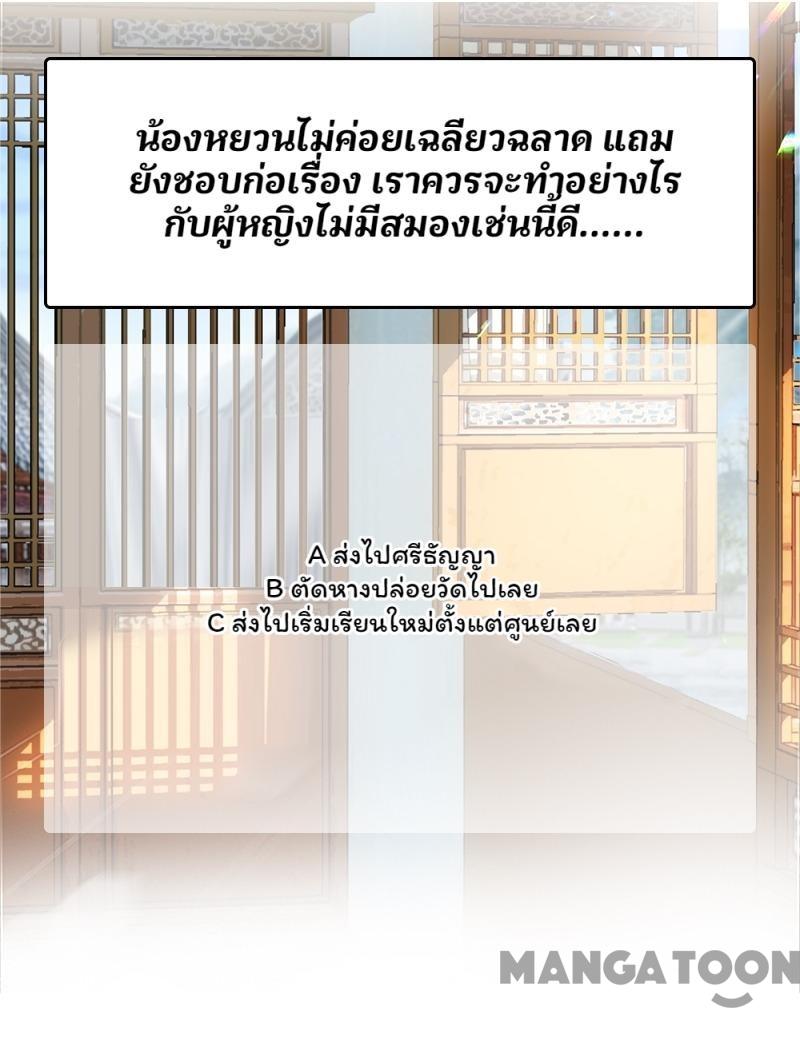 น้องหยวนไม่ค่อยเฉลียวฉลาด แถม
ยังชอบก่อเรื่อง เราควรจะทำอย่างไร
กับผู้หญิงไม่มีสมองเช่นนี้ดี......
A ส่งไปศรีธัญญา
B ตัดหางปล่อยวัดไปเลย
C ส่งไปเริ่มเรียนใหม่ตั้งแต่ศูนย์เลย
MANGA TOON